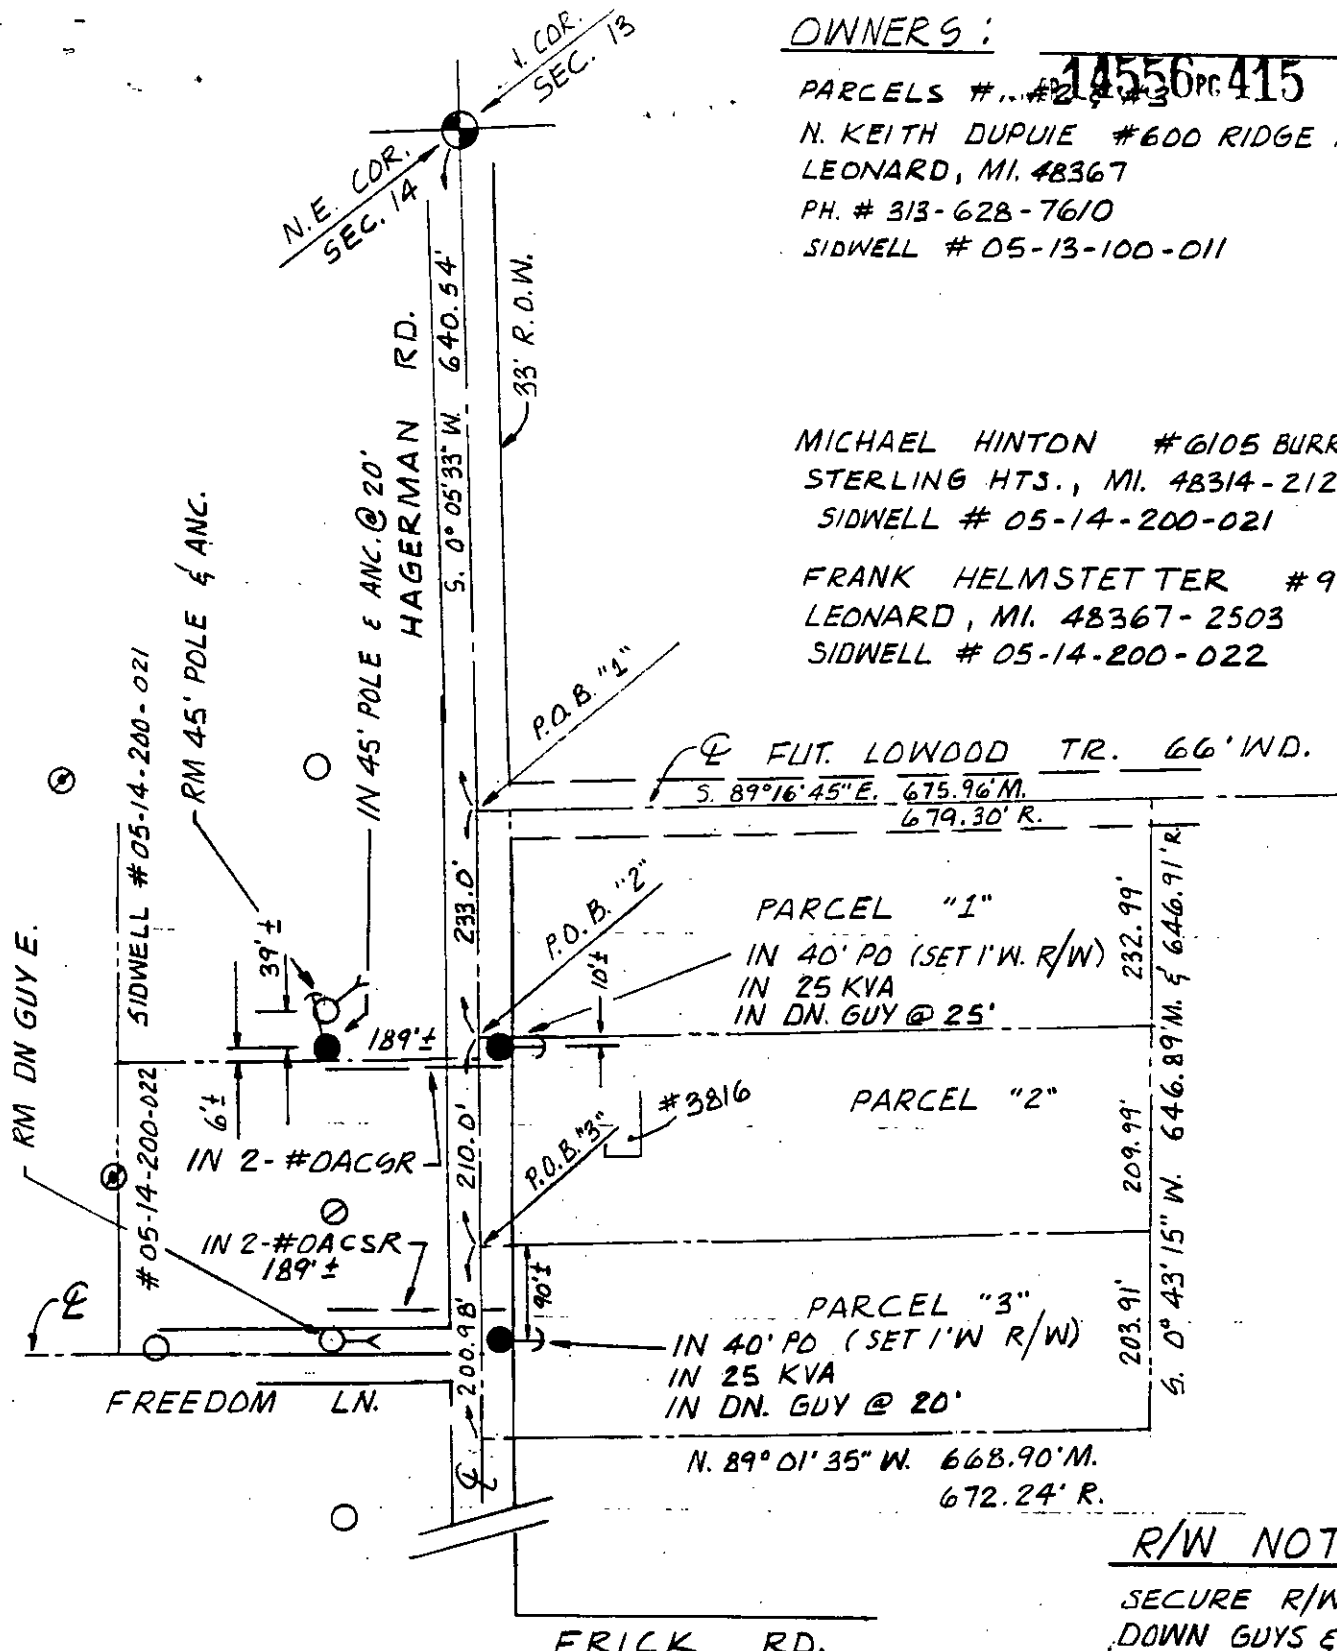 OWNERS:
14556 PG 415
PARCELS # #2 & #3
N. KEITH DUPUIE #600 RIDGE
LEONARD, MI. 48367
PH. # 313-628-7610
SIDWELL # 05-13-100-011
MICHAEL HINTON #6105 BURR
STERLING HTS., MI. 48314-212
SIDWELL # 05-14-200-021
FRANK HELMSTETTER #9
LEONARD, MI. 48367-2503
SIDWELL # 05-14-200-022
COR.
SEC. 13
N.E. COR.
SEC. 14
HAGERMAN RD.
S. 0° 05' 33" W. 640.54'
33' R.O.W.
RM 45' POLE & ANC.
IN 45' POLE & ANC. @ 20'
SIDWELL # 05-14-200-021
RM DN GUY E.
P.O.B. "1"
℄ FUT. LOWOOD TR. 66' WD.
S. 89°16'45" E. 675.96' M.
679.30' R.
233.0'
P.O.B. "2"
PARCEL "1"
IN 40' PO (SET 1' W. R/W)
IN 25 KVA
IN DN. GUY @ 25'
232.99'
39'±
10'±
189'±
6'±
# 05-14-200-022
IN 2-#0ACSR
210.0'
P.O.B. "3"
#3816
PARCEL "2"
209.99'
S. 0° 43' 15" W. 646.89' M. & 646.91' R.
IN 2-#0ACSR
189'±
90'±
PARCEL "3"
IN 40' PO (SET 1' W R/W)
IN 25 KVA
IN DN. GUY @ 20'
203.91'
200.98'
℄
FREEDOM LN.
℄
N. 89° 01' 35" W. 668.90' M.
672.24' R.
FRICK RD.
R/W NOT
SECURE R/W
DOWN GUYS &